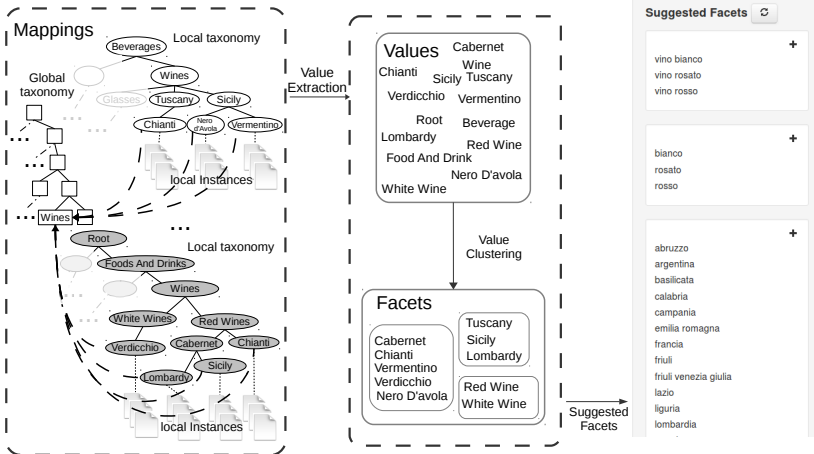 Mappings
Local taxonomy
Beverages
Global
taxonomy
Wines
Glasses
Tuscany
Sicily
Chianti
Nero
d'Avola
Vermentino
...
...
...
...
local Instances
...
Wines
...
Local taxonomy
Root
Foods And Drinks
...
Wines
...
White Wines
Red Wines
Verdicchio
Cabernet
Chianti
Sicily
Lombardy
local Instances
Value
Extraction
Values
Cabernet
Chianti
Wine
Sicily
Tuscany
Verdicchio
Vermentino
Root
Beverage
Lombardy
Red Wine
Food And Drink
Nero D'avola
White Wine
Value
Clustering
Facets
Cabernet
Chianti
Vermentino
Verdicchio
Nero D'avola
Tuscany
Sicily
Lombardy
Red Wine
White Wine
Suggested
Facets
Suggested Facets
+
vino bianco
vino rosato
vino rosso
+
bianco
rosato
rosso
+
abruzzo
argentina
basilicata
calabria
campania
emilia romagna
francia
friuli
friuli venezia giulia
lazio
liguria
lombardia